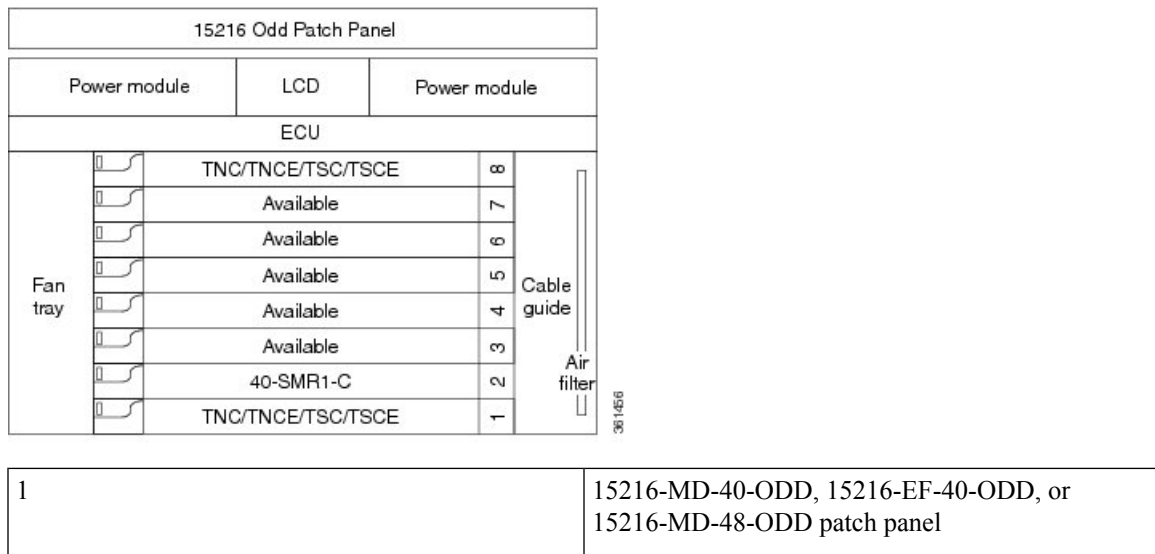 15216 Odd Patch Panel
Power module
LCD
Power module
ECU
TNC/TNCE/TSC/TSCE
8
Available
7
Available
6
Available
5
Available
4
Available
3
40-SMR1-C
2
TNC/TNCE/TSC/TSCE
1
Fan
tray
Cable
guide
Air
filter
361456
1
15216-MD-40-ODD, 15216-EF-40-ODD, or
15216-MD-48-ODD patch panel